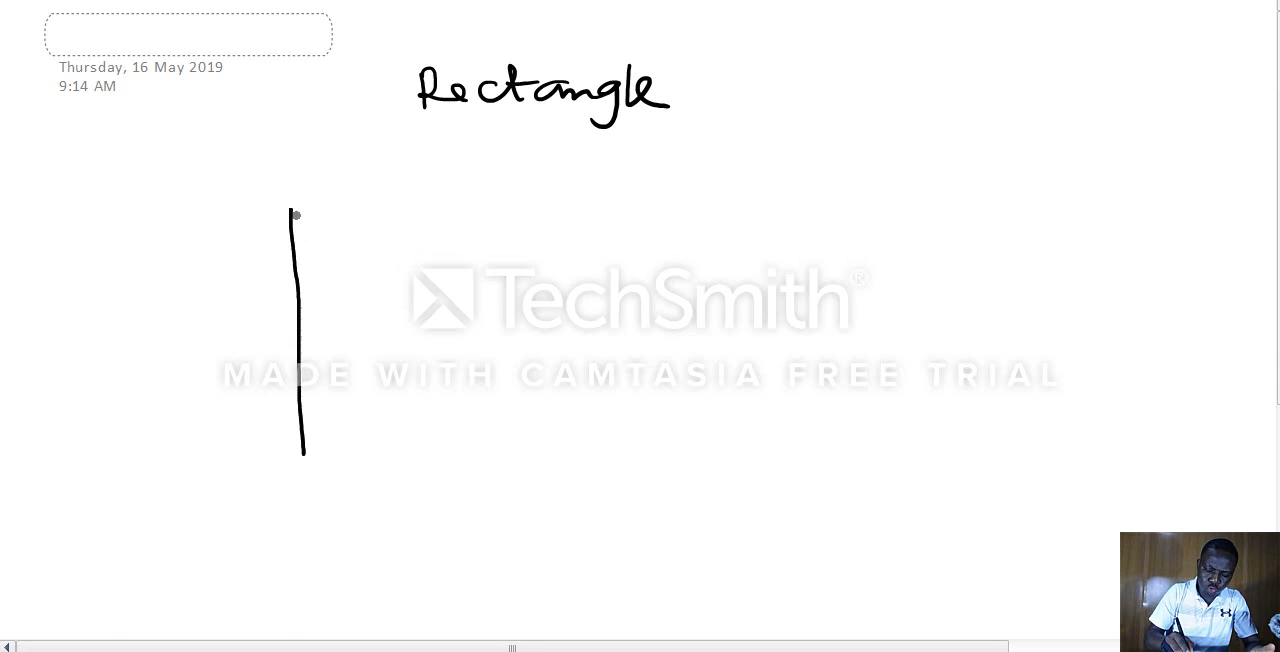 Thursday, 16 May 2019
9:14 AM
Rectangle
TechSmith®
MADE WITH CAMTASIA FREE TRIAL